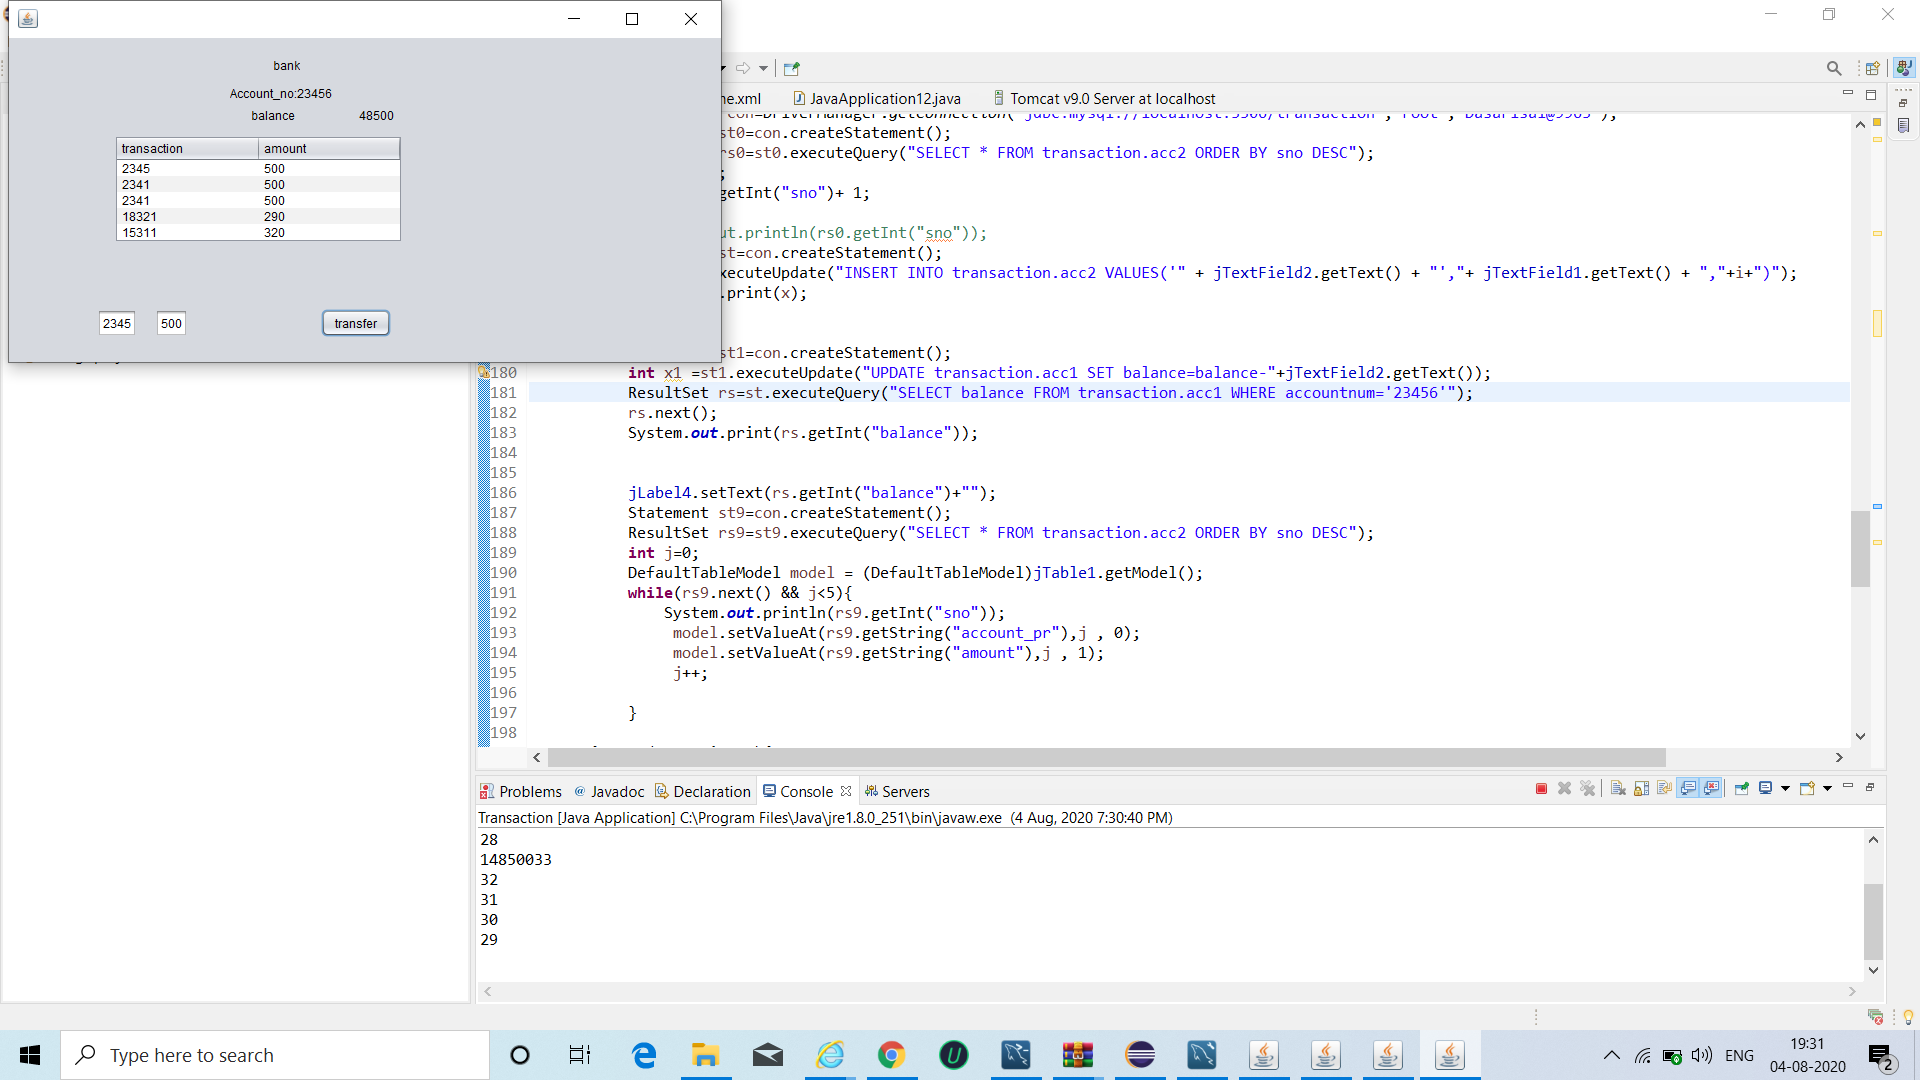 bank
Account_no:23456
balance 48500
transaction amount
2345 500
2341 500
2341 500
18321 290
15311 320
2345 500 transfer
ne.xml JavaApplication12.java Tomcat v9.0 Server at localhost
st0=con.createStatement();
rs0=st0.executeQuery("SELECT * FROM transaction.acc2 ORDER BY sno DESC");
;
getInt("sno")+ 1;
ut.println(rs0.getInt("sno"));
st=con.createStatement();
xecuteUpdate("INSERT INTO transaction.acc2 VALUES('" + jTextField2.getText() + "',"+ jTextField1.getText() + ","+i+")");
.print(x);
st1=con.createStatement();
180 int x1 =st1.executeUpdate("UPDATE transaction.acc1 SET balance=balance-"+jTextField2.getText());
181 ResultSet rs=st.executeQuery("SELECT balance FROM transaction.acc1 WHERE accountnum='23456'");
182 rs.next();
183 System.out.print(rs.getInt("balance"));
184
185
186 jLabel4.setText(rs.getInt("balance")+"");
187 Statement st9=con.createStatement();
188 ResultSet rs9=st9.executeQuery("SELECT * FROM transaction.acc2 ORDER BY sno DESC");
189 int j=0;
190 DefaultTableModel model = (DefaultTableModel)jTable1.getModel();
191 while(rs9.next() && j<5){
192 System.out.println(rs9.getInt("sno"));
193 model.setValueAt(rs9.getString("account_pr"),j , 0);
194 model.setValueAt(rs9.getString("amount"),j , 1);
195 j++;
196
197 }
198
Problems @ Javadoc Declaration Console Servers
Transaction [Java Application] C:\Program Files\Java\jre1.8.0_251\bin\javaw.exe (4 Aug, 2020 7:30:40 PM)
28
14850033
32
31
30
29
Type here to search
ENG
19:31
04-08-2020
2